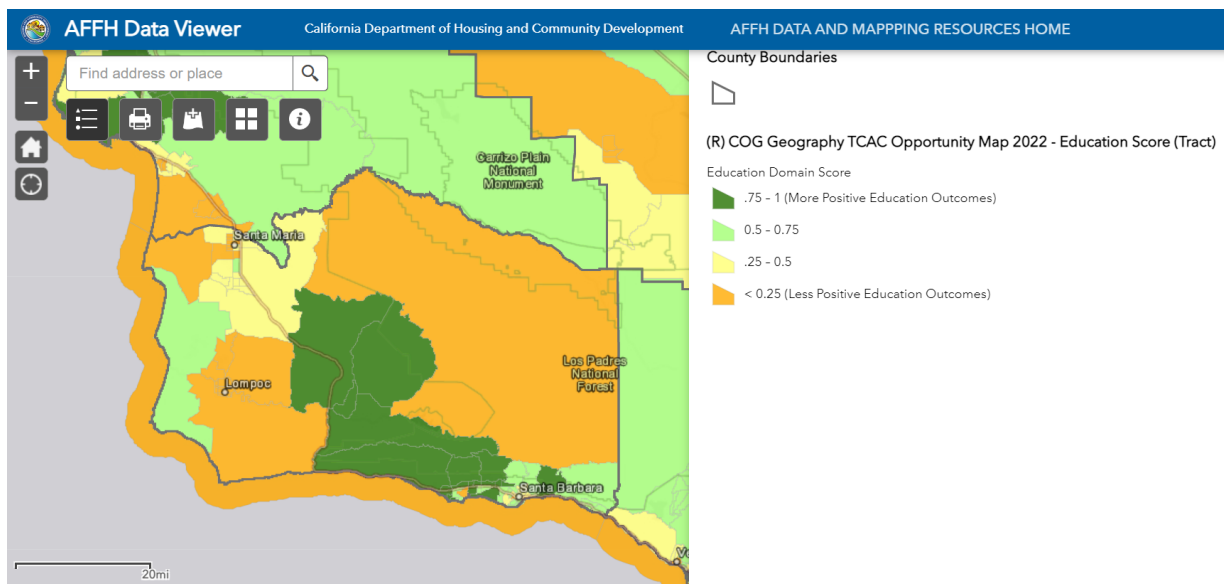 AFFH Data Viewer
California Department of Housing and Community Development
AFFH DATA AND MAPPPING RESOURCES HOME
+
Find address or place
−
Carrizo Plain
National
Monument
Santa Maria
Los Padres
National
Forest
Lompoc
Santa Barbara
20mi
County Boundaries
(R) COG Geography TCAC Opportunity Map 2022 - Education Score (Tract)
Education Domain Score
.75 - 1 (More Positive Education Outcomes)
0.5 - 0.75
.25 - 0.5
< 0.25 (Less Positive Education Outcomes)